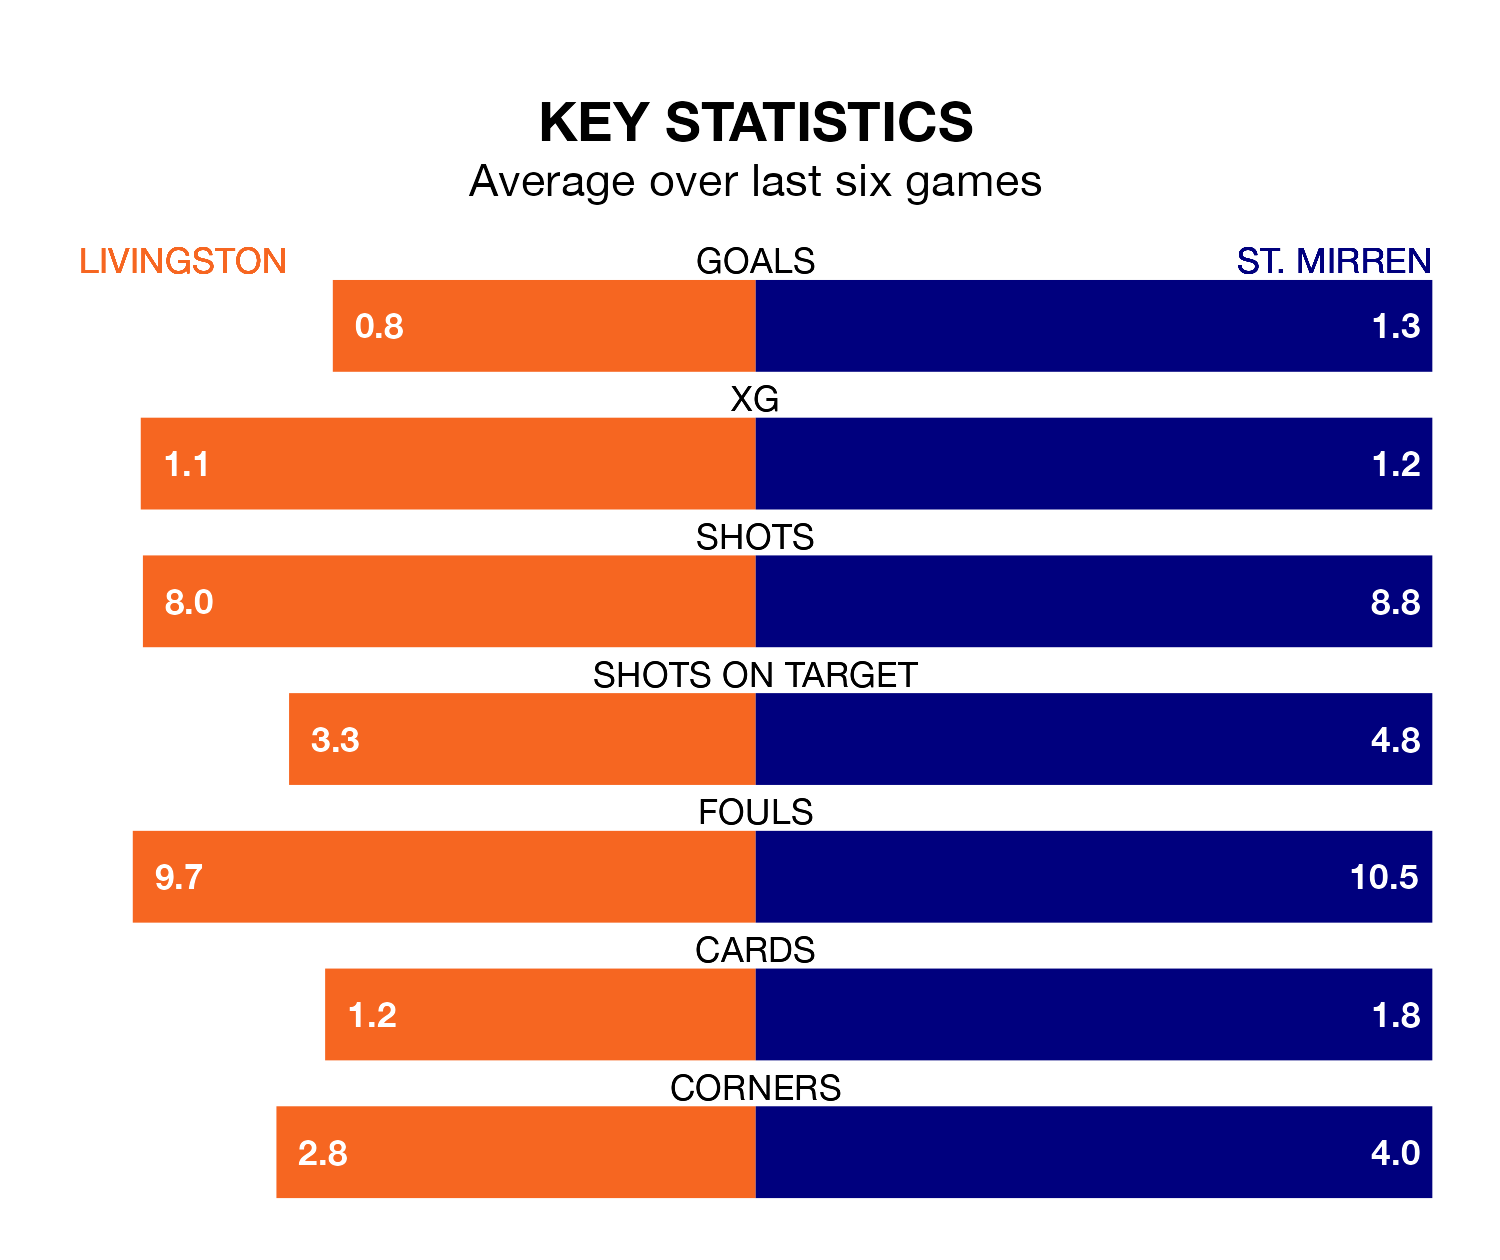 KEY STATISTICS
Average over last six games
LIVINGSTON GOALS ST. MIRREN
0.8 1.3
XG
1.1 1.2
SHOTS
8.0 8.8
SHOTS ON TARGET
3.3 4.8
FOULS
9.7 10.5
CARDS
1.2 1.8
CORNERS
2.8 4.0